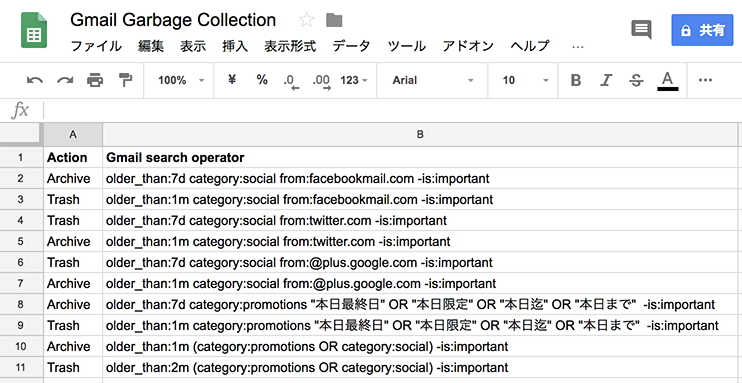 Gmail Garbage Collection
ファイル 編集 表示 挿入 表示形式 データ ツール アドオン ヘルプ …
共有
100% ¥ % .0 .00 123 Arial 10 B I S A …
fx
A B
1 Action Gmail search operator
2 Archive older_than:7d category:social from:facebookmail.com -is:important
3 Trash older_than:1m category:social from:facebookmail.com -is:important
4 Trash older_than:7d category:social from:twitter.com -is:important
5 Archive older_than:1m category:social from:twitter.com -is:important
6 Trash older_than:7d category:social from:@plus.google.com -is:important
7 Archive older_than:1m category:social from:@plus.google.com -is:important
8 Archive older_than:7d category:promotions "本日最終日" OR "本日限定" OR "本日迄" OR "本日まで" -is:important
9 Trash older_than:1m category:promotions "本日最終日" OR "本日限定" OR "本日迄" OR "本日まで" -is:important
10 Archive older_than:1m (category:promotions OR category:social) -is:important
11 Trash older_than:2m (category:promotions OR category:social) -is:important